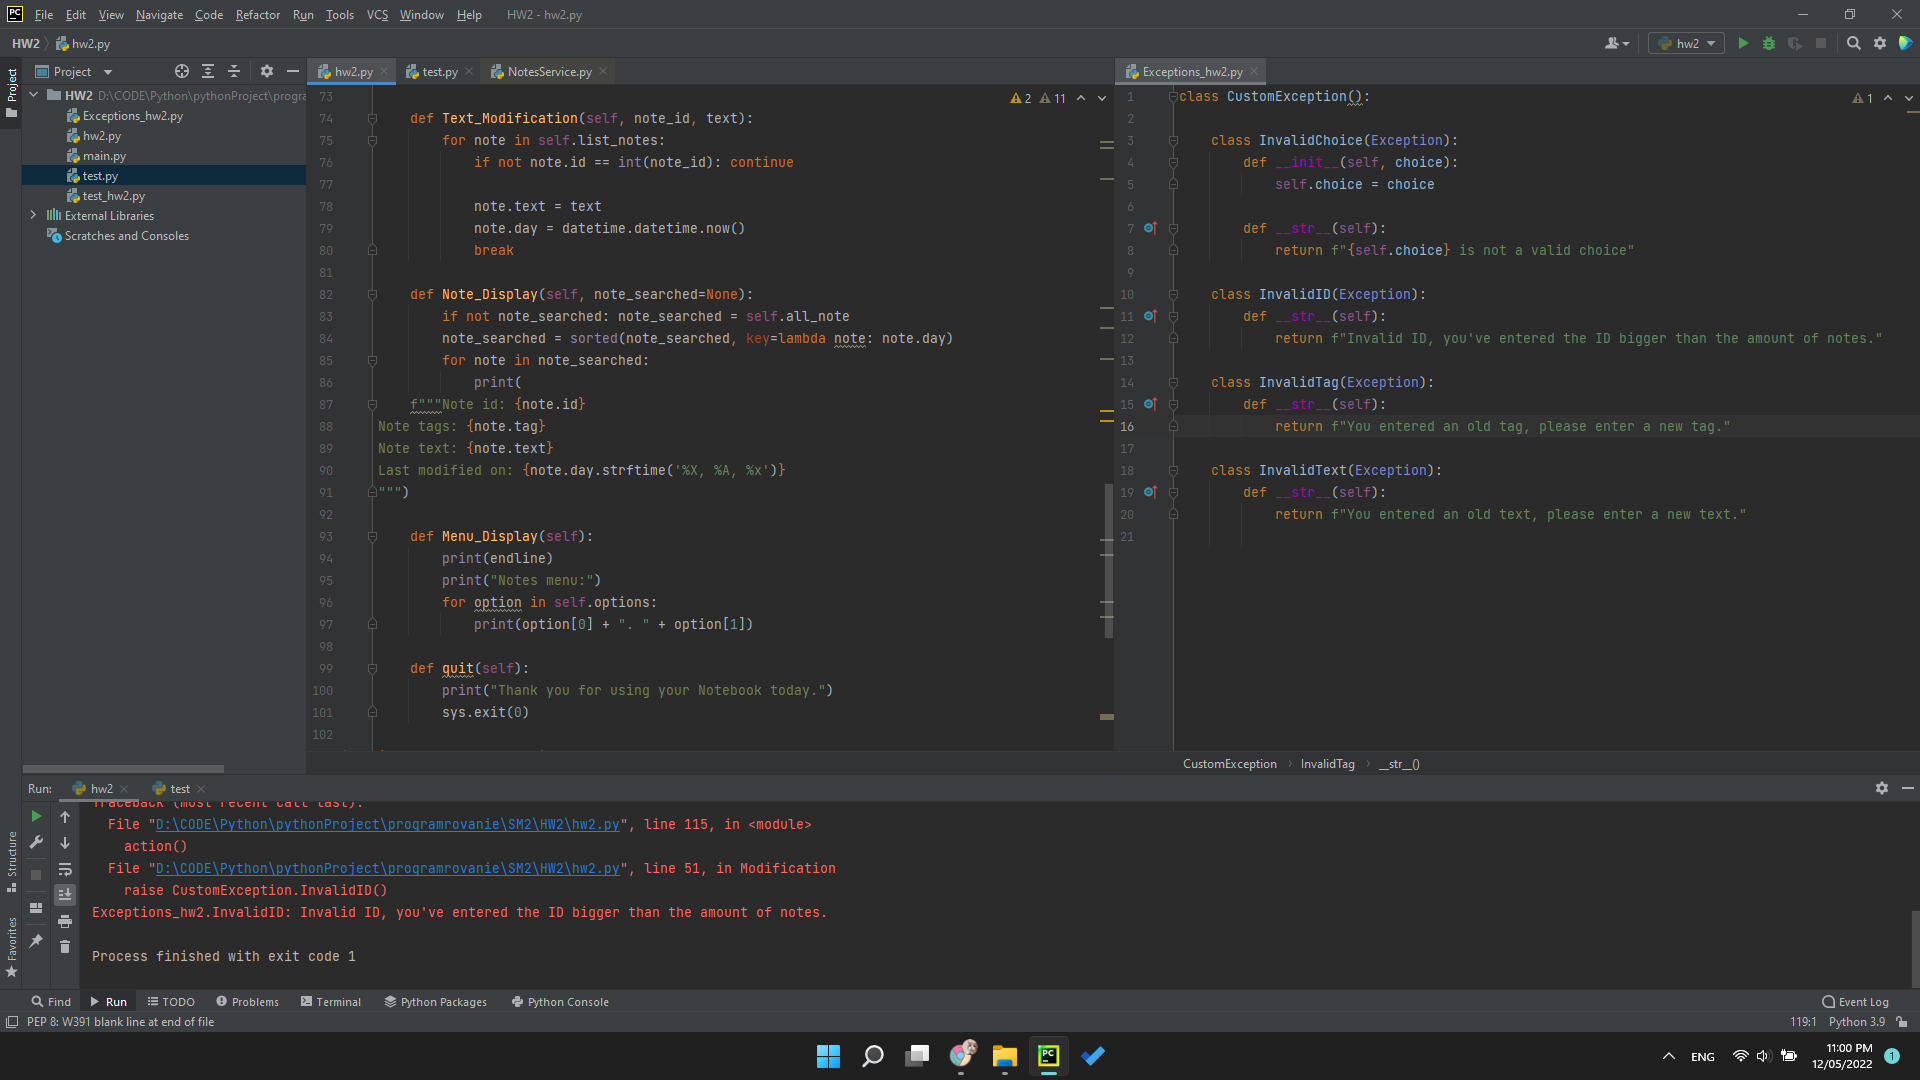 PC File Edit View Navigate Code Refactor Run Tools VCS Window Help HW2 - hw2.py
HW2 hw2.py hw2
Project hw2.py test.py NotesService.py Exceptions_hw2.py
Project
HW2 D:\CODE\Python\pythonProject\progra
Exceptions_hw2.py
hw2.py
main.py
test.py
test_hw2.py
External Libraries
Scratches and Consoles
2 11
73
74 def Text_Modification(self, note_id, text):
75 for note in self.list_notes:
76 if not note.id == int(note_id): continue
77
78 note.text = text
79 note.day = datetime.datetime.now()
80 break
81
82 def Note_Display(self, note_searched=None):
83 if not note_searched: note_searched = self.all_note
84 note_searched = sorted(note_searched, key=lambda note: note.day)
85 for note in note_searched:
86 print(
87 f"""Note id: {note.id}
88 Note tags: {note.tag}
89 Note text: {note.text}
90 Last modified on: {note.day.strftime('%X, %A, %x')}
91 """)
92
93 def Menu_Display(self):
94 print(endline)
95 print("Notes menu:")
96 for option in self.options:
97 print(option[0] + ". " + option[1])
98
99 def quit(self):
100 print("Thank you for using your Notebook today.")
101 sys.exit(0)
102
1
1 class CustomException():
2
3 class InvalidChoice(Exception):
4 def __init__(self, choice):
5 self.choice = choice
6
7 def __str__(self):
8 return f"{self.choice} is not a valid choice"
9
10 class InvalidID(Exception):
11 def __str__(self):
12 return f"Invalid ID, you've entered the ID bigger than the amount of notes."
13
14 class InvalidTag(Exception):
15 def __str__(self):
16 return f"You entered an old tag, please enter a new tag."
17
18 class InvalidText(Exception):
19 def __str__(self):
20 return f"You entered an old text, please enter a new text."
21
CustomException InvalidTag __str__()
Run: hw2 test
Traceback (most recent call last):
File "D:\CODE\Python\pythonProject\programrovanie\SM2\HW2\hw2.py", line 115, in <module>
action()
File "D:\CODE\Python\pythonProject\programrovanie\SM2\HW2\hw2.py", line 51, in Modification
raise CustomException.InvalidID()
Exceptions_hw2.InvalidID: Invalid ID, you've entered the ID bigger than the amount of notes.
Process finished with exit code 1
Structure
Favorites
Find Run TODO Problems Terminal Python Packages Python Console Event Log
PEP 8: W391 blank line at end of file 119:1 Python 3.9
PC ENG 11:00 PM 1
12/05/2022